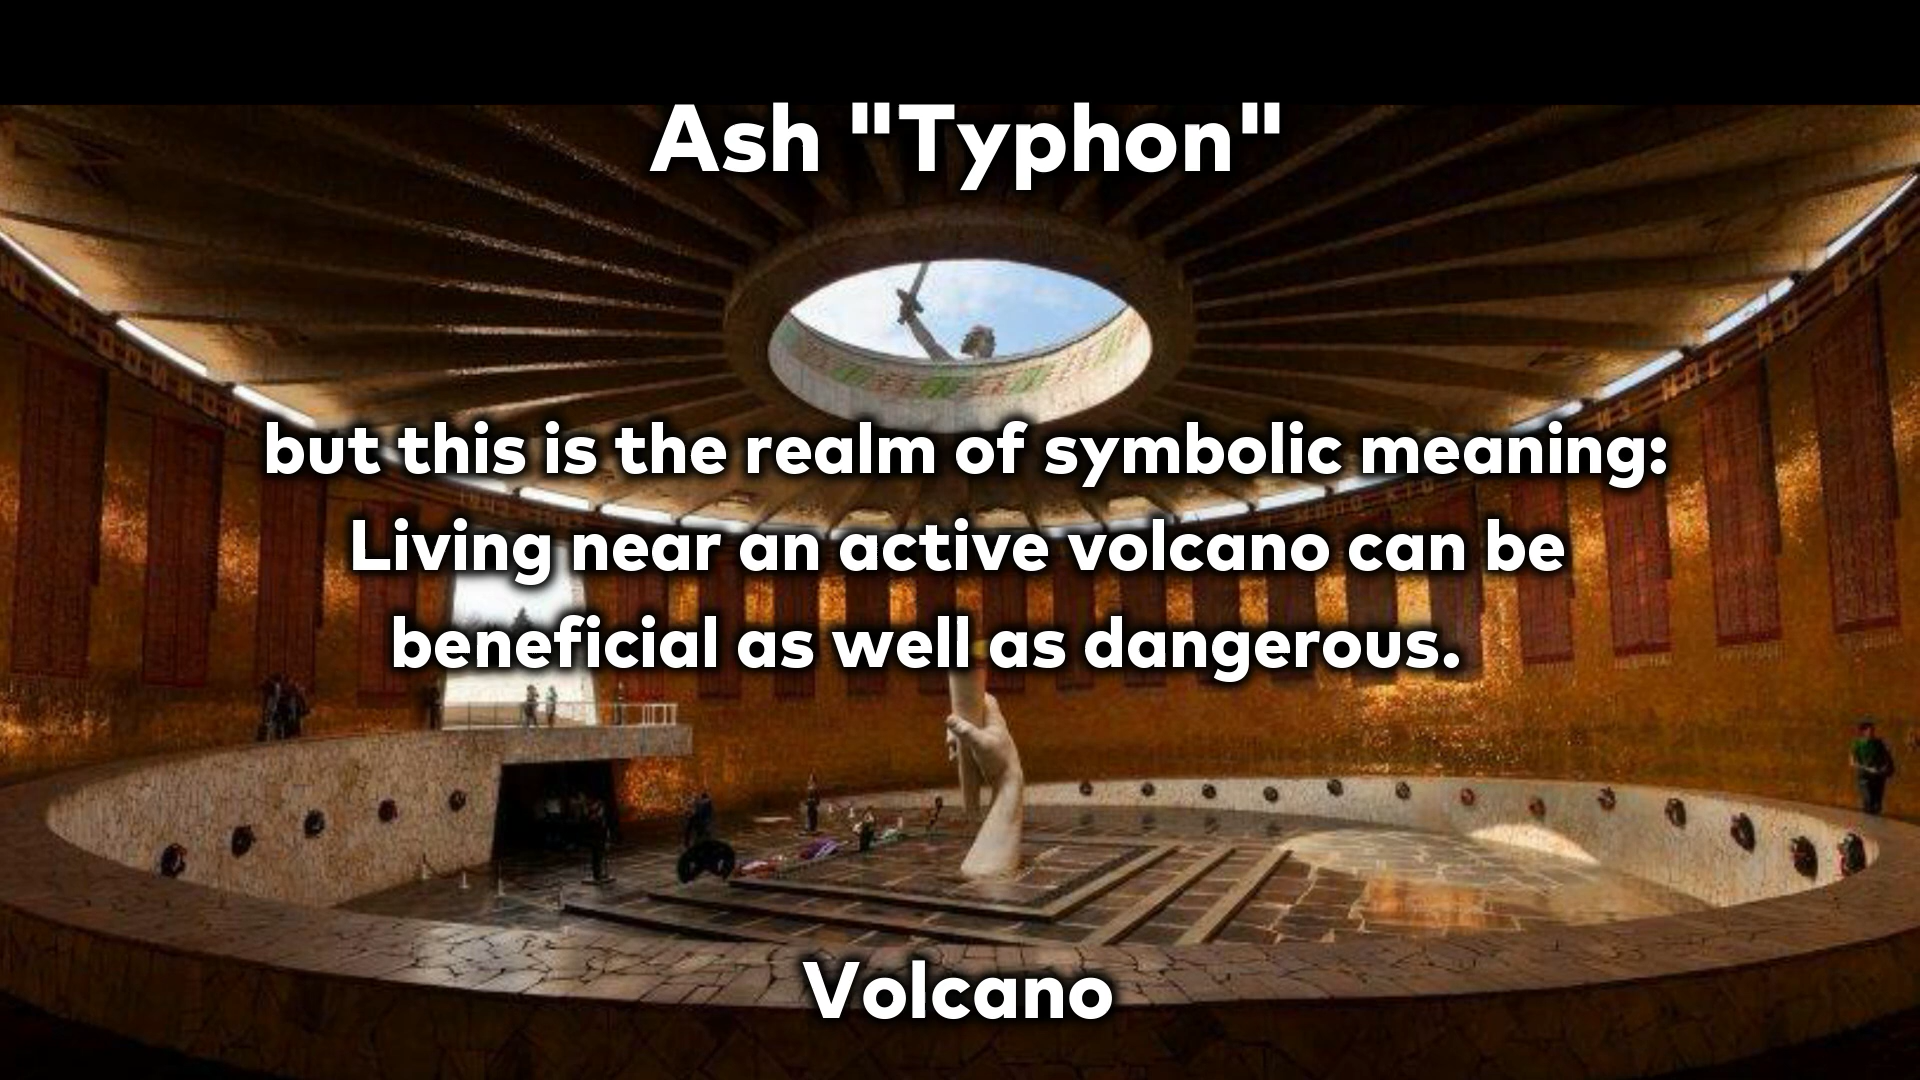 Ash "Typhon"
but this is the realm of symbolic meaning:
Living near an active volcano can be
beneficial as well as dangerous.
Volcano